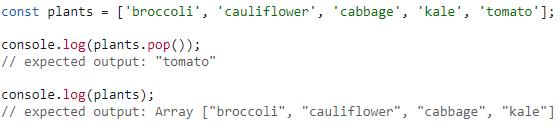 const plants = ['broccoli', 'cauliflower', 'cabbage', 'kale', 'tomato'];
console.log(plants.pop());
// expected output: "tomato"
console.log(plants);
// expected output: Array ["broccoli", "cauliflower", "cabbage", "kale"]